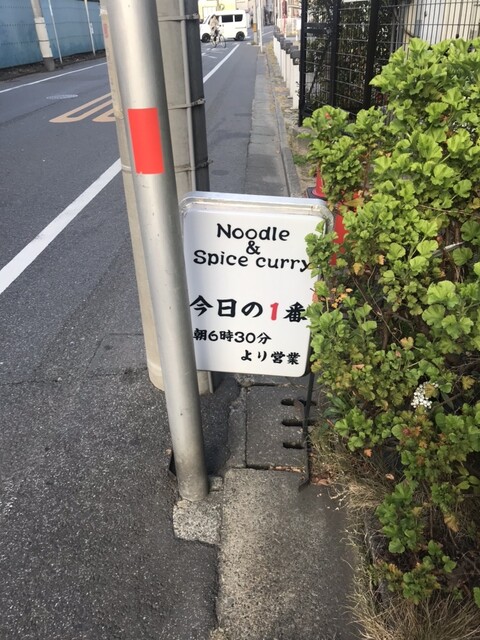 Noodle
&
Spice curry
今日の1番
朝6時30分
より営業